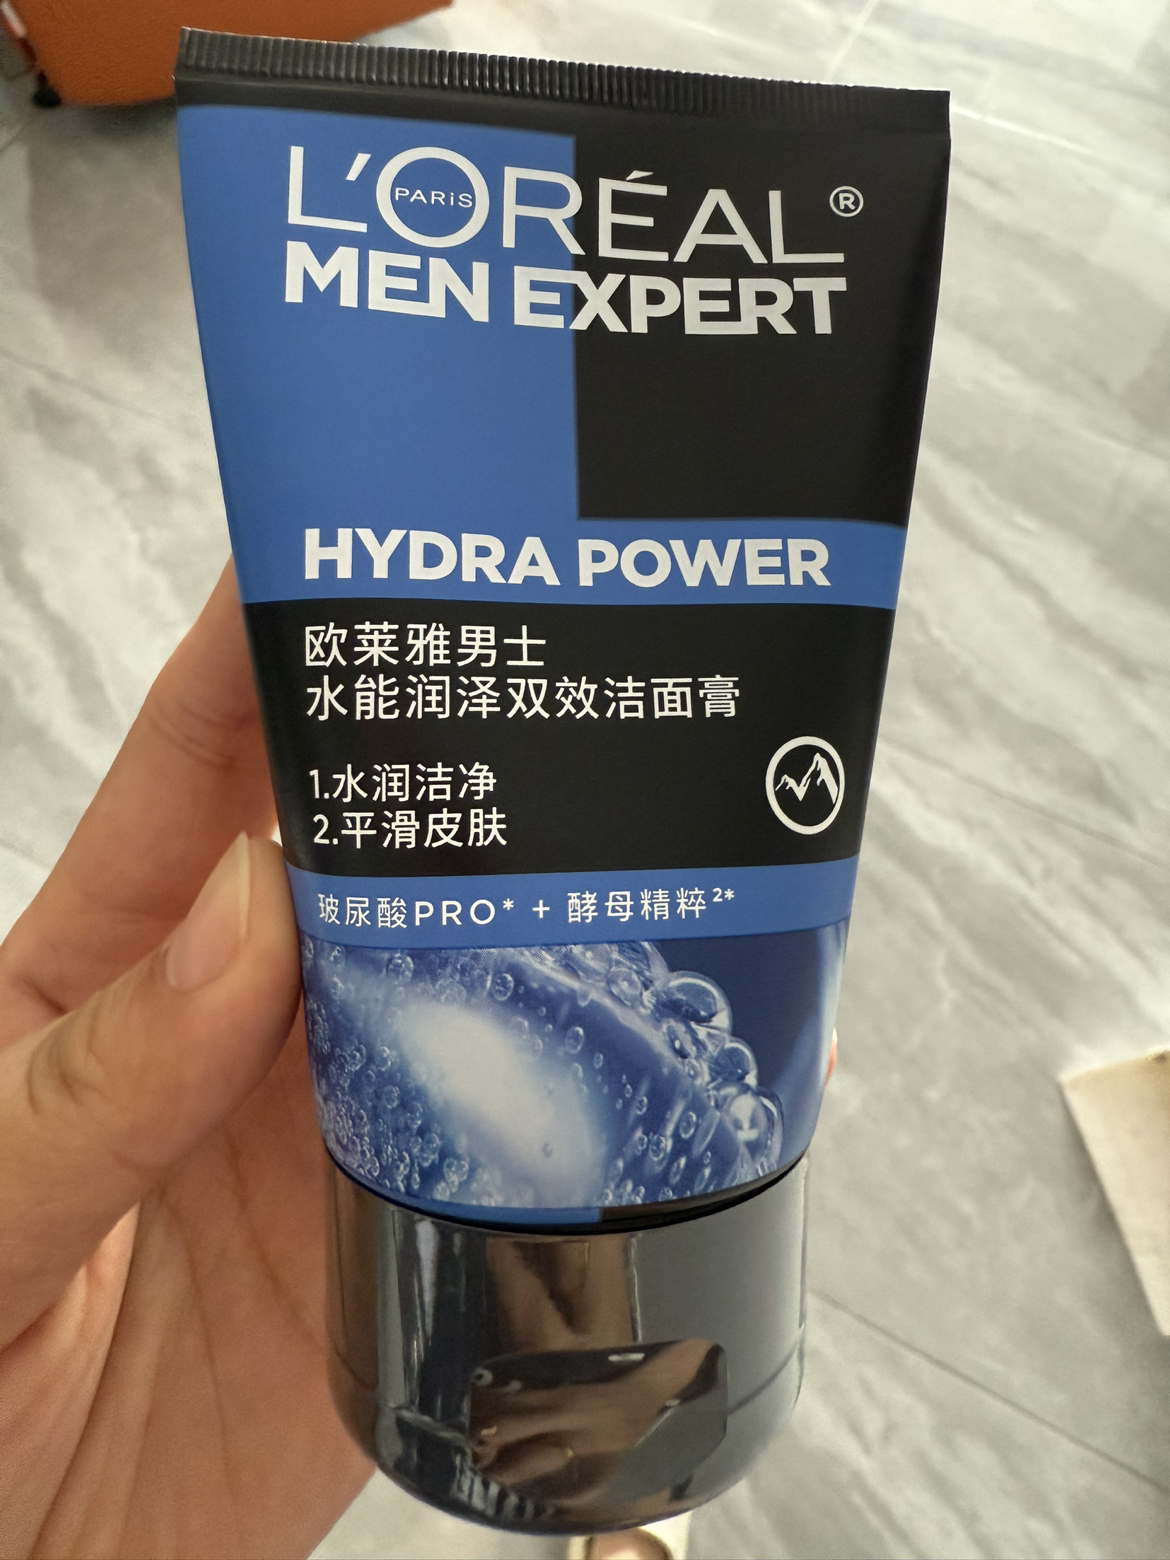 L'ORÉAL®
PARiS
MEN EXPERT
HYDRA POWER
欧莱雅男士
水能润泽双效洁面膏
1.水润洁净
2.平滑皮肤
玻尿酸PRO* + 酵母精粹²*